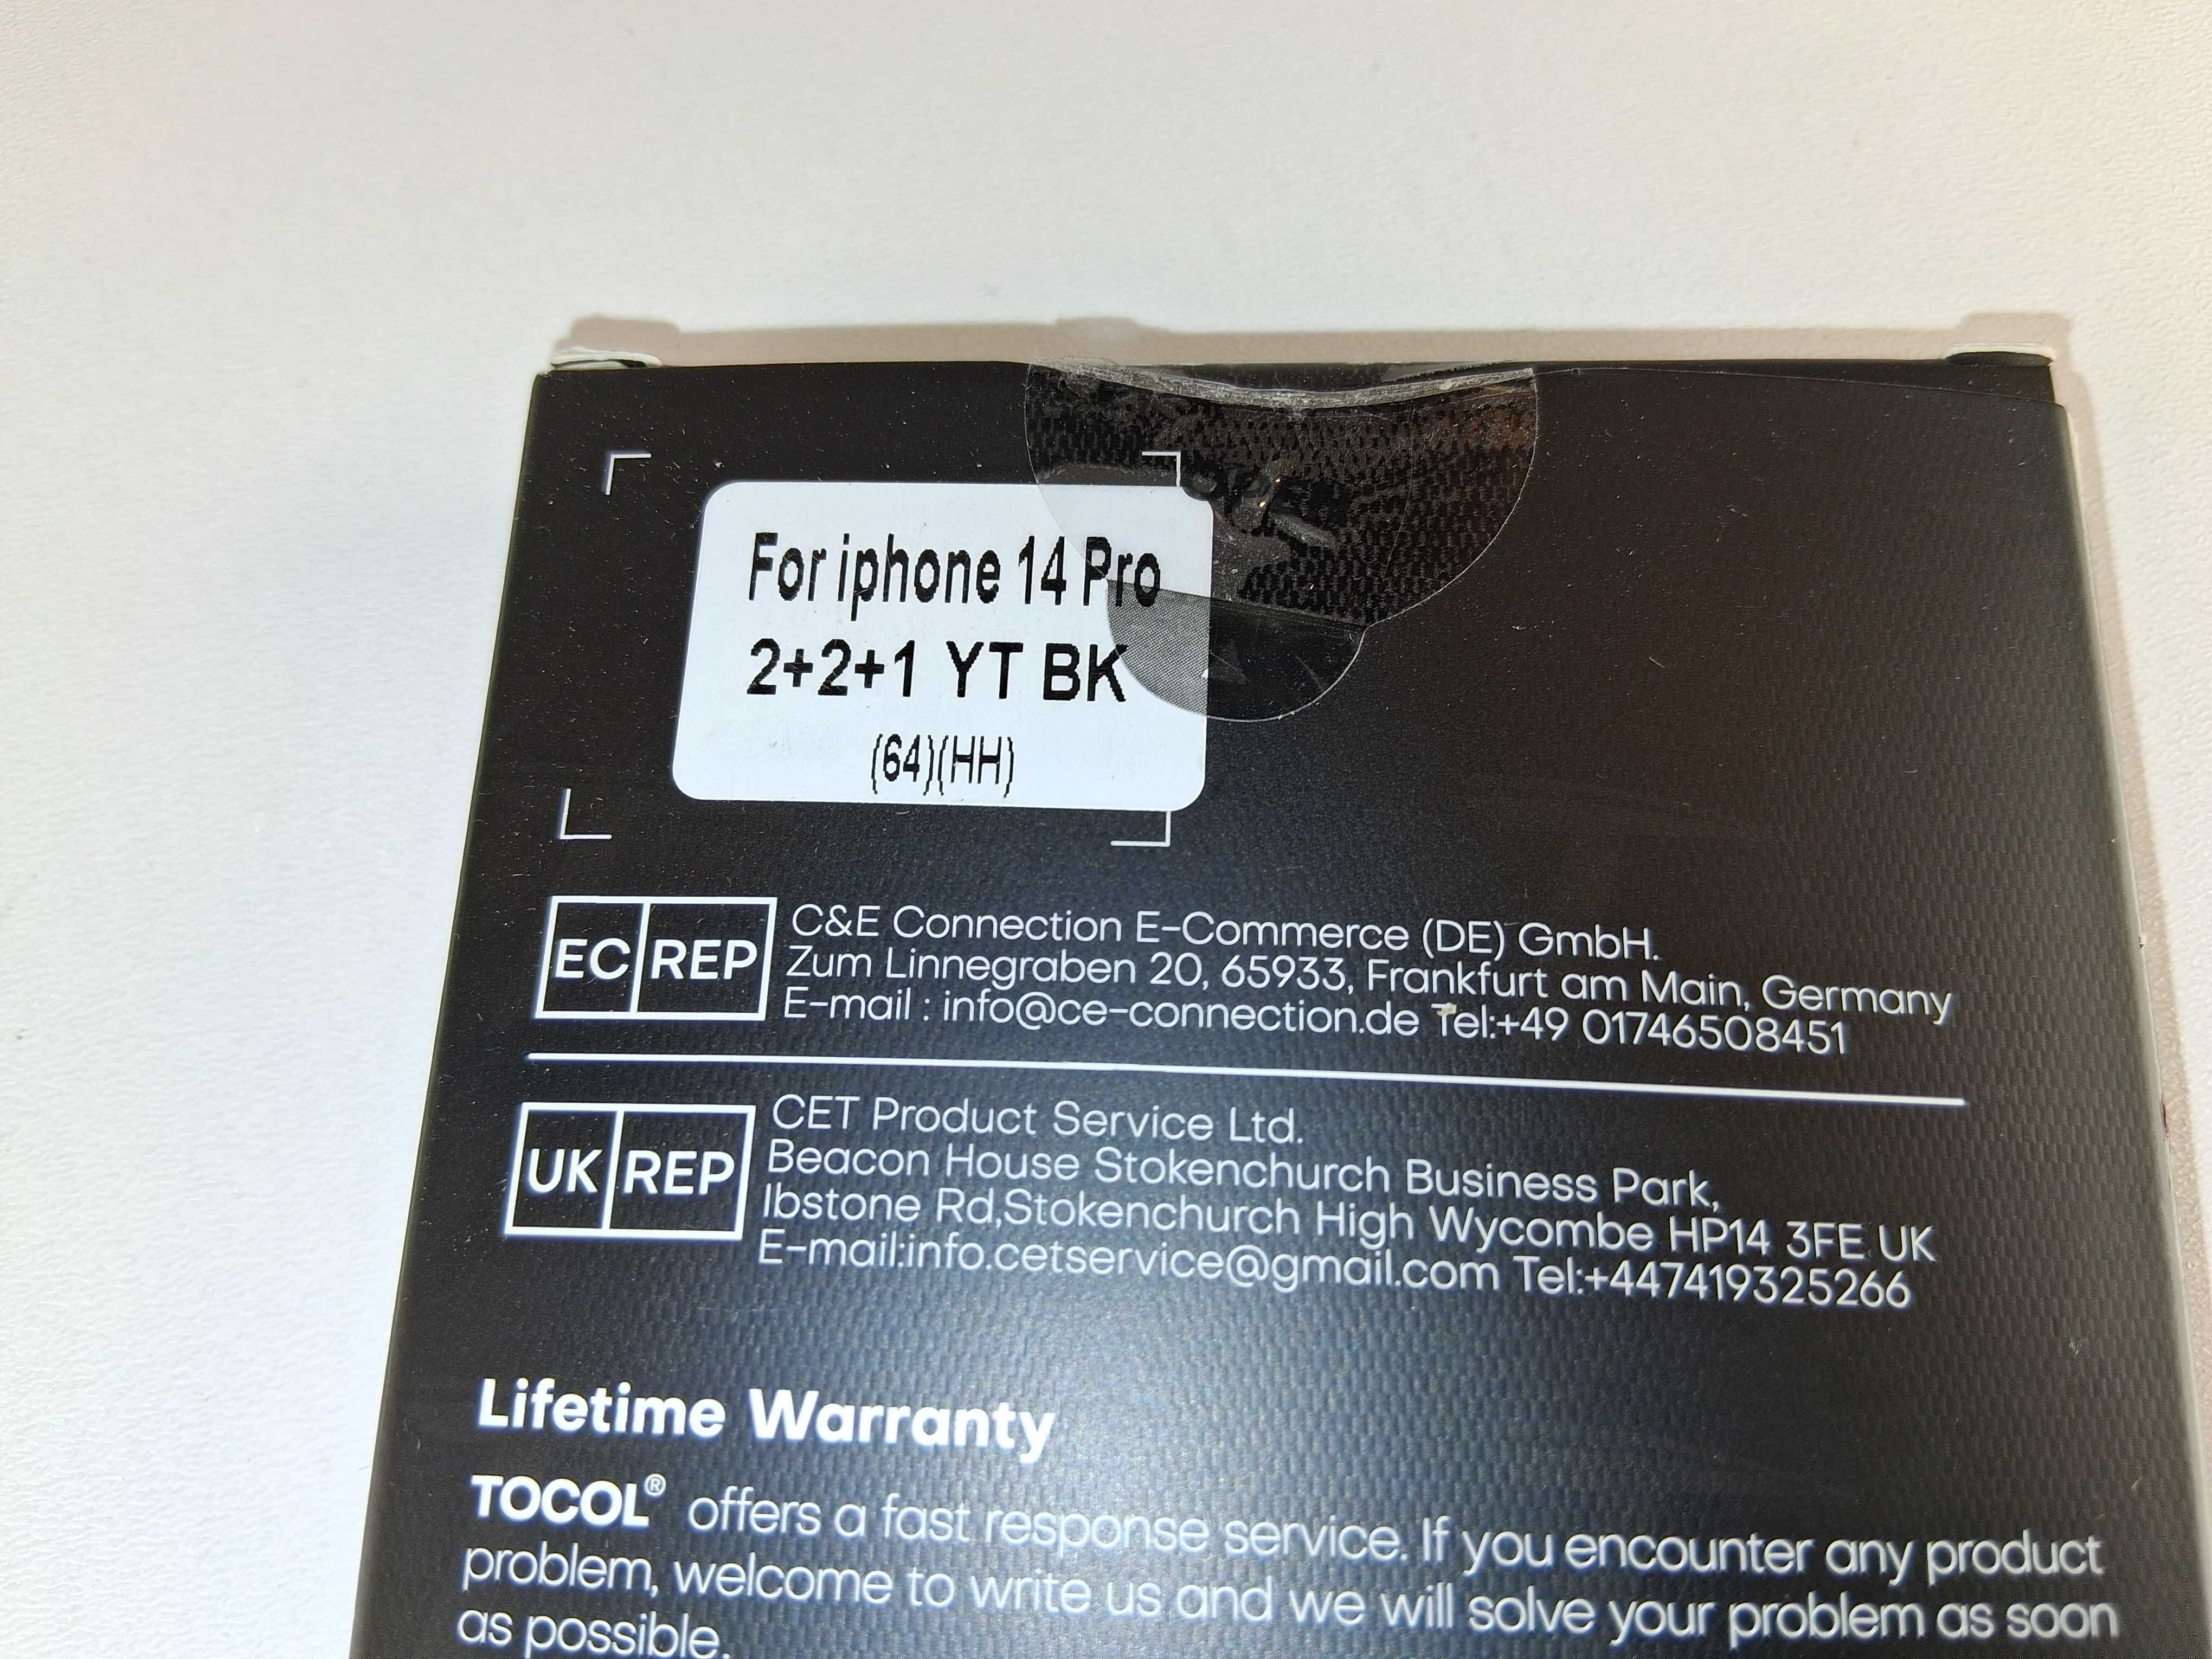 For iphone 14 Pro
2+2+1 YT BK
(64)(HH)
EC REP
C&E Connection E-Commerce (DE) GmbH.
Zum Linnegraben 20, 65933, Frankfurt am Main, Germany
E-mail : info@ce-connection.de Tel:+49 01746508451
UK REP
CET Product Service Ltd.
Beacon House Stokenchurch Business Park,
Ibstone Rd,Stokenchurch High Wycombe HP14 3FE UK
E-mail:info.cetservice@gmail.com Tel:+447419325266
Lifetime Warranty
TOCOL® offers a fast response service. If you encounter any product
problem, welcome to write us and we will solve your problem as soon
as possible.